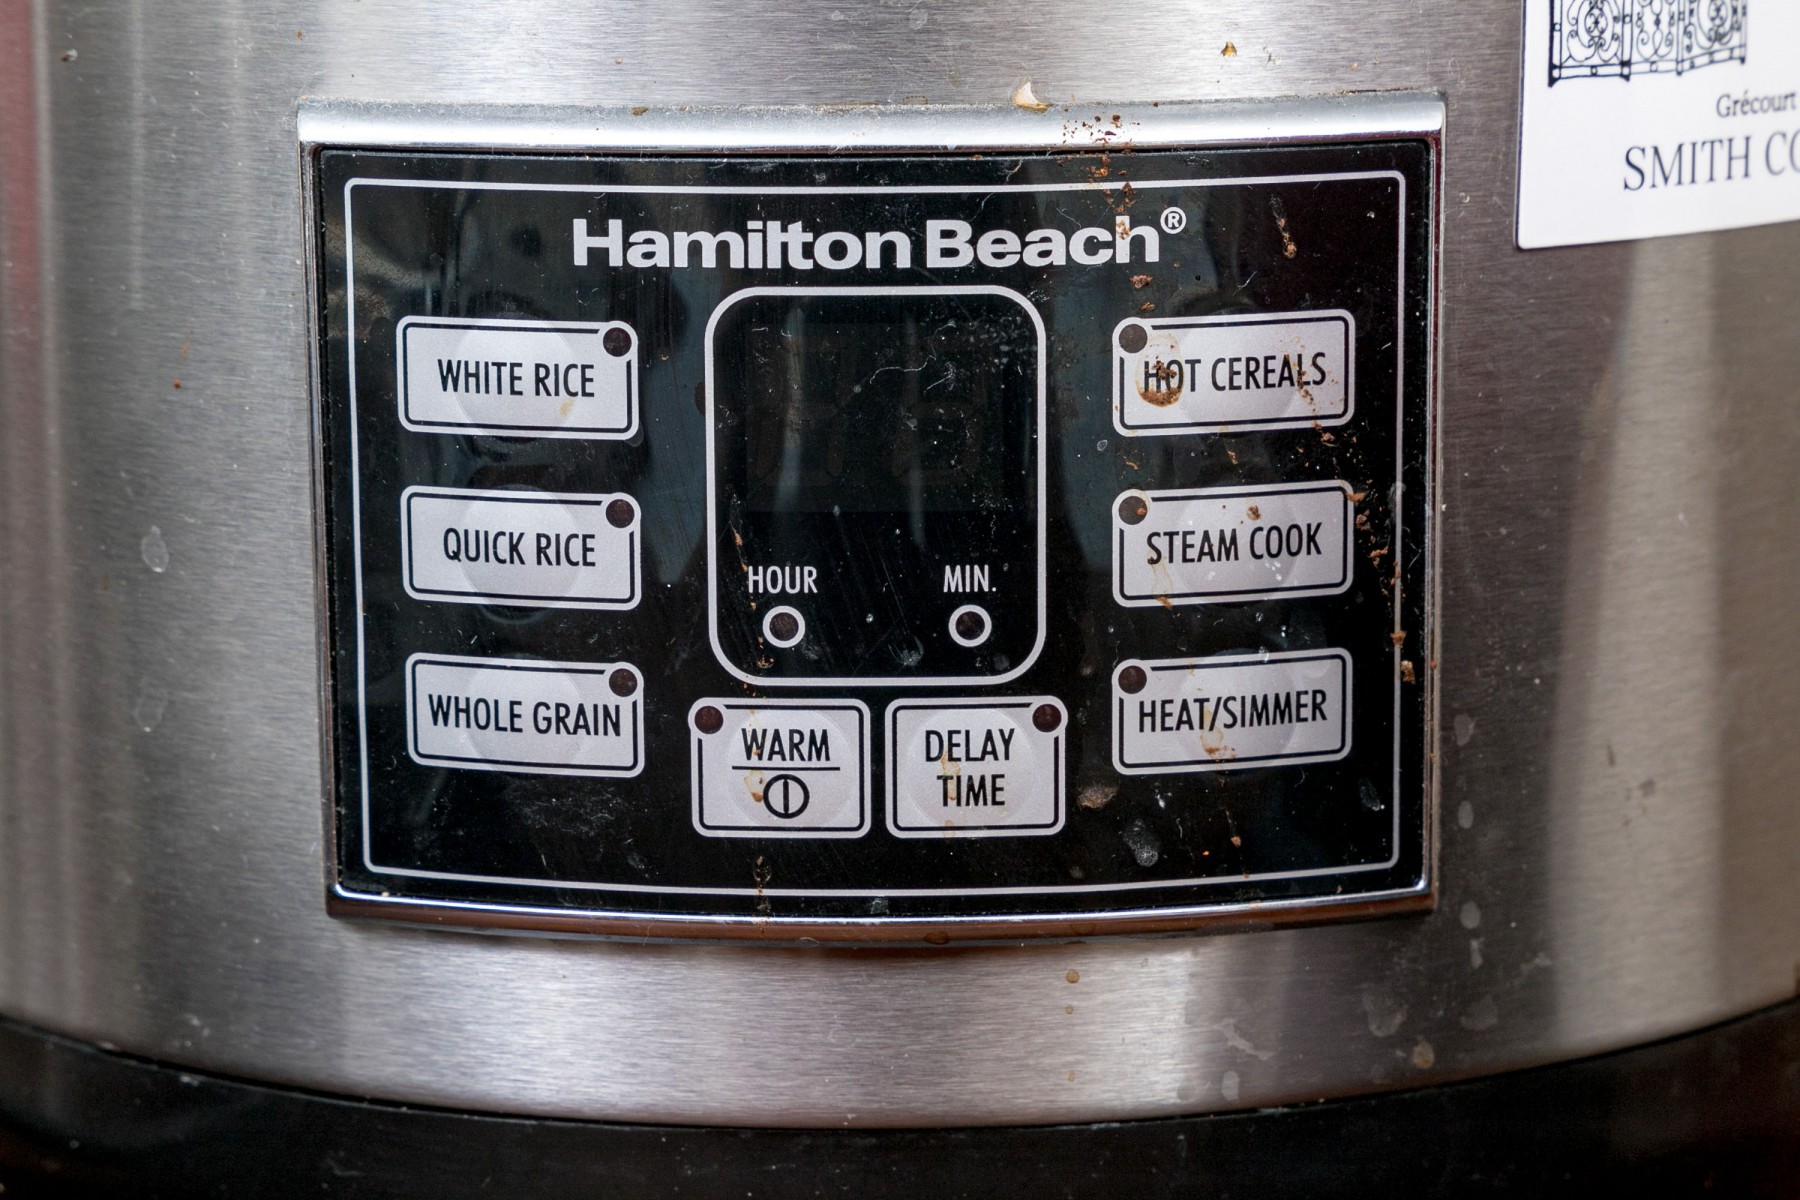 Grécourt
SMITH CO
Hamilton Beach®
WHITE RICE
HOT CEREALS
QUICK RICE
STEAM COOK
HOUR
MIN.
WHOLE GRAIN
HEAT/SIMMER
WARM
DELAY
TIME